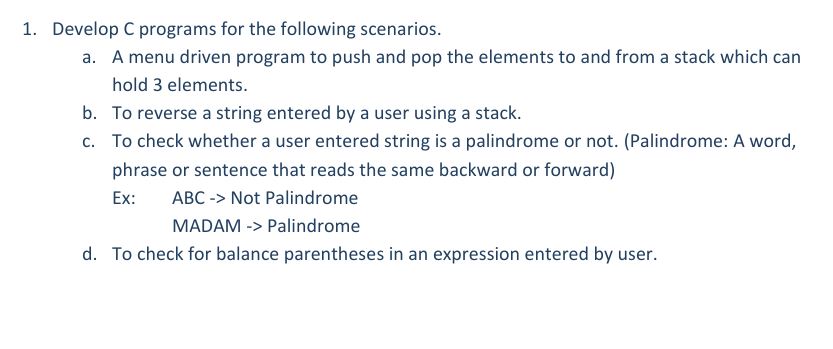 1. Develop C programs for the following scenarios.
a. A menu driven program to push and pop the elements to and from a stack which can
hold 3 elements.
b. To reverse a string entered by a user using a stack.
c. To check whether a user entered string is a palindrome or not. (Palindrome: A word,
phrase or sentence that reads the same backward or forward)
Ex: ABC -> Not Palindrome
MADAM -> Palindrome
d. To check for balance parentheses in an expression entered by user.